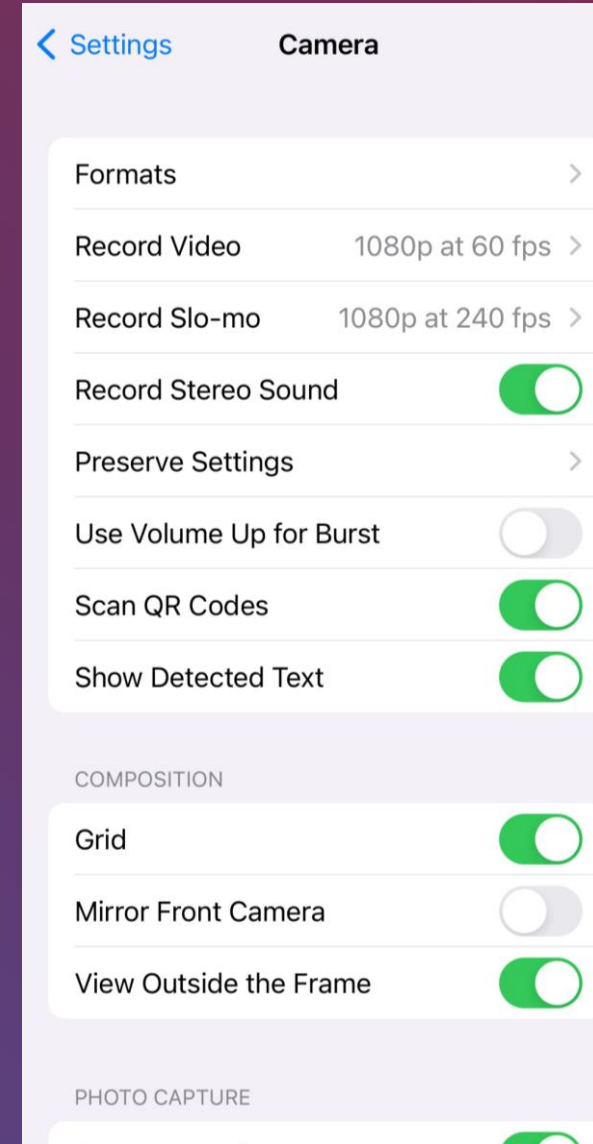 Settings Camera
Formats
Record Video 1080p at 60 fps
Record Slo-mo 1080p at 240 fps
Record Stereo Sound
Preserve Settings
Use Volume Up for Burst
Scan QR Codes
Show Detected Text
COMPOSITION
Grid
Mirror Front Camera
View Outside the Frame
PHOTO CAPTURE